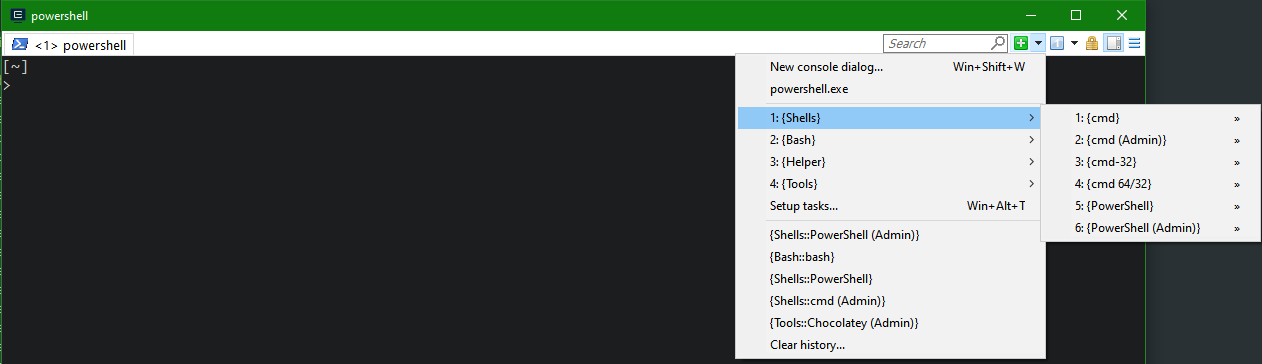 powershell
<1> powershell
Search
[~]
>
New console dialog... Win+Shift+W
powershell.exe
1: {Shells}
2: {Bash}
3: {Helper}
4: {Tools}
Setup tasks... Win+Alt+T
{Shells::PowerShell (Admin)}
{Bash::bash}
{Shells::PowerShell}
{Shells::cmd (Admin)}
{Tools::Chocolatey (Admin)}
Clear history...
1: {cmd} »
2: {cmd (Admin)} »
3: {cmd-32} »
4: {cmd 64/32} »
5: {PowerShell} »
6: {PowerShell (Admin)} »